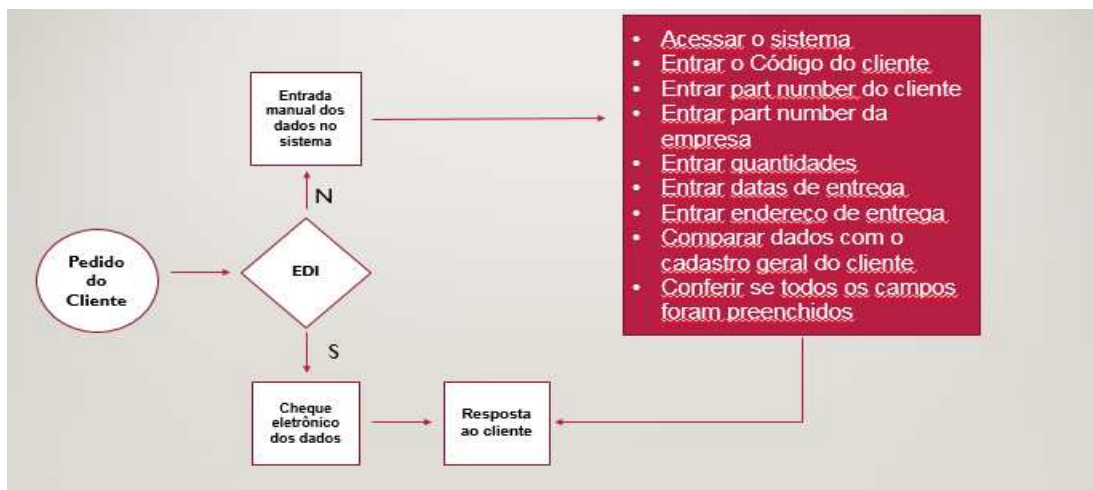 Pedido
do
Cliente
EDI
N
Entrada
manual dos
dados no
sistema
• Acessar o sistema
• Entrar o Código do cliente
• Entrar part number do cliente
• Entrar part number da
empresa
• Entrar quantidades
• Entrar datas de entrega
• Entrar endereço de entrega
• Comparar dados com o
cadastro geral do cliente
• Conferir se todos os campos
foram preenchidos
S
Cheque
eletrônico
dos dados
Resposta
ao cliente